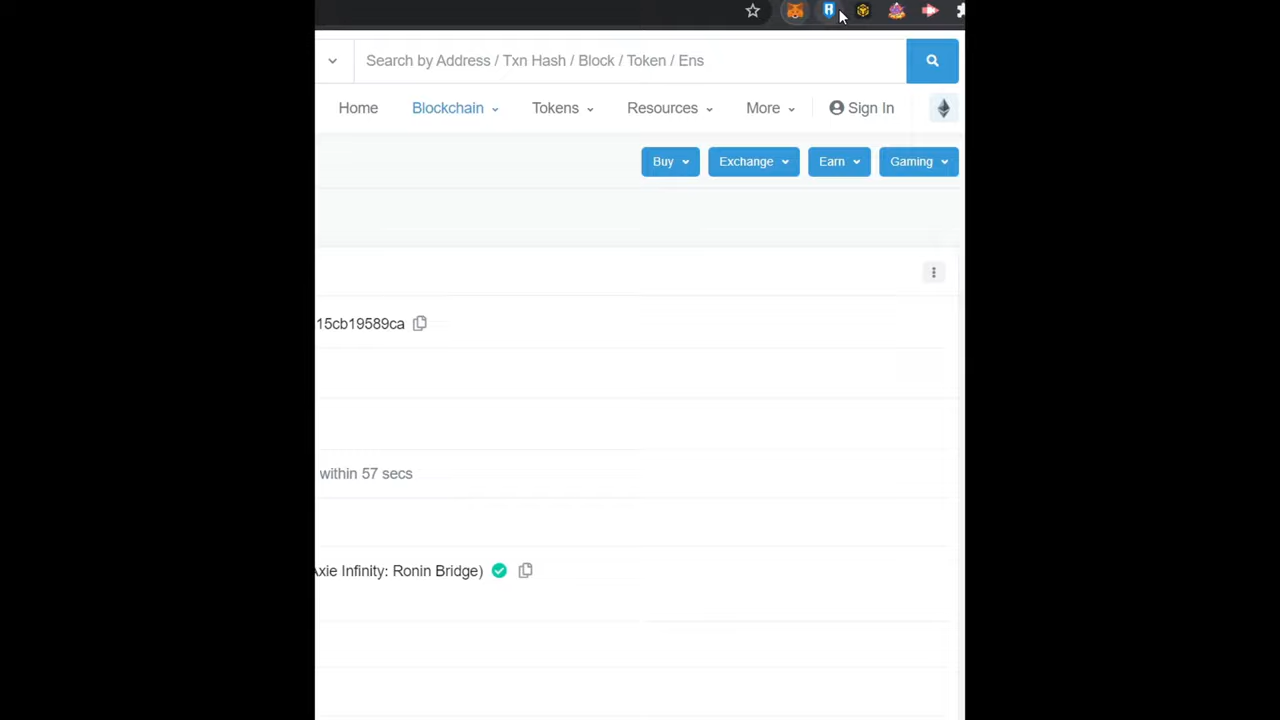 Search by Address / Txn Hash / Block / Token / Ens
Home Blockchain Tokens Resources More Sign In
Buy Exchange Earn Gaming
15cb19589ca
within 57 secs
Axie Infinity: Ronin Bridge)